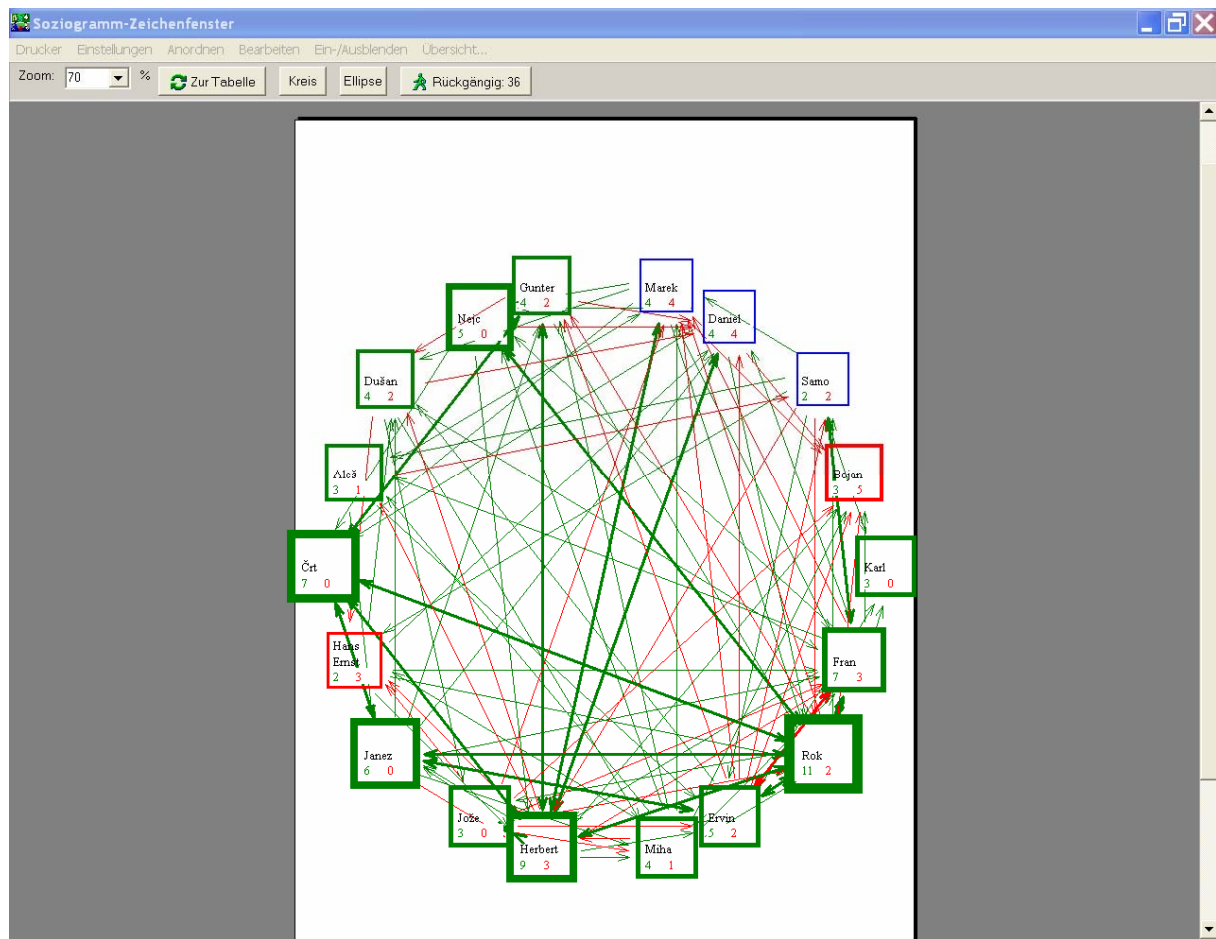 Soziogramm-Zeichenfenster
Drucker Einstellungen Anordnen Bearbeiten Ein-/Ausblenden Übersicht...
Zoom: 70 % Zur Tabelle Kreis Ellipse Rückgängig: 36
Gunter
4 2
Marek
4 4
Nejc
5 0
Daniel
4 4
Dušan
4 2
Samo
2 2
Aleš
3 1
Bojan
3 5
Črt
7 0
Karl
3 0
Hans
Ernst
2 3
Fran
7 3
Janez
6 0
Rok
11 2
Jože
3 0
Herbert
9 3
Miha
4 1
Ervin
5 2